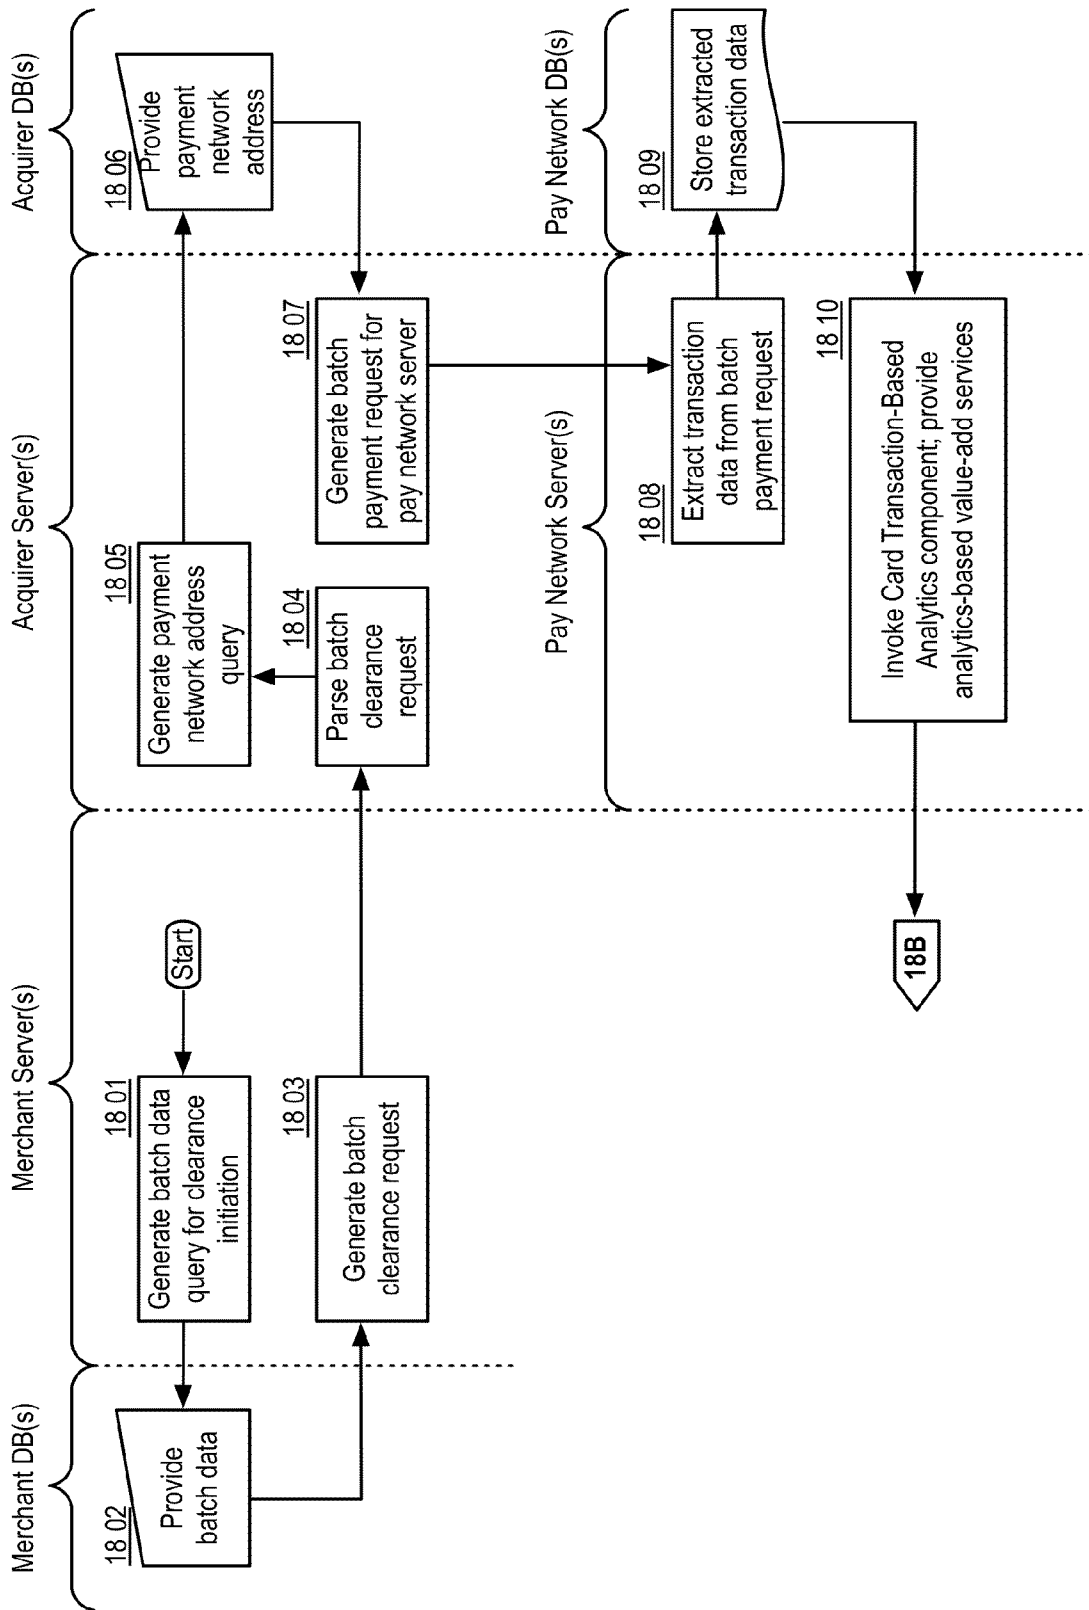 Merchant DB(s)
Merchant Server(s)
Acquirer Server(s)
Acquirer DB(s)
Start
18 01
Generate batch data
query for clearance
initiation
18 02
Provide
batch data
18 03
Generate batch
clearance request
18 04
Parse batch
clearance
request
18 05
Generate payment
network address
query
18 06
Provide
payment
network
address
18 07
Generate batch
payment request for
pay network server
Pay Network Server(s)
Pay Network DB(s)
18 08
Extract transaction
data from batch
payment request
18 09
Store extracted
transaction data
18 10
Invoke Card Transaction-Based
Analytics component; provide
analytics-based value-add services
18B